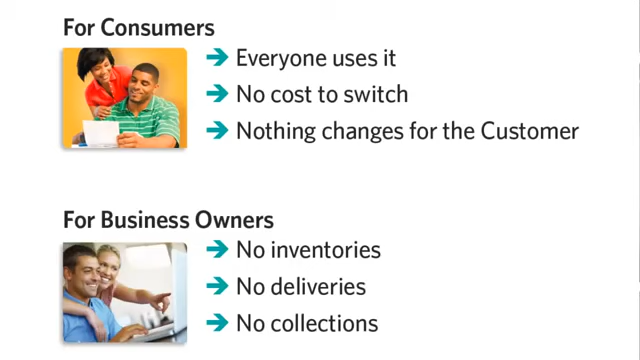 For Consumers
Everyone uses it
No cost to switch
Nothing changes for the Customer
For Business Owners
No inventories
No deliveries
No collections